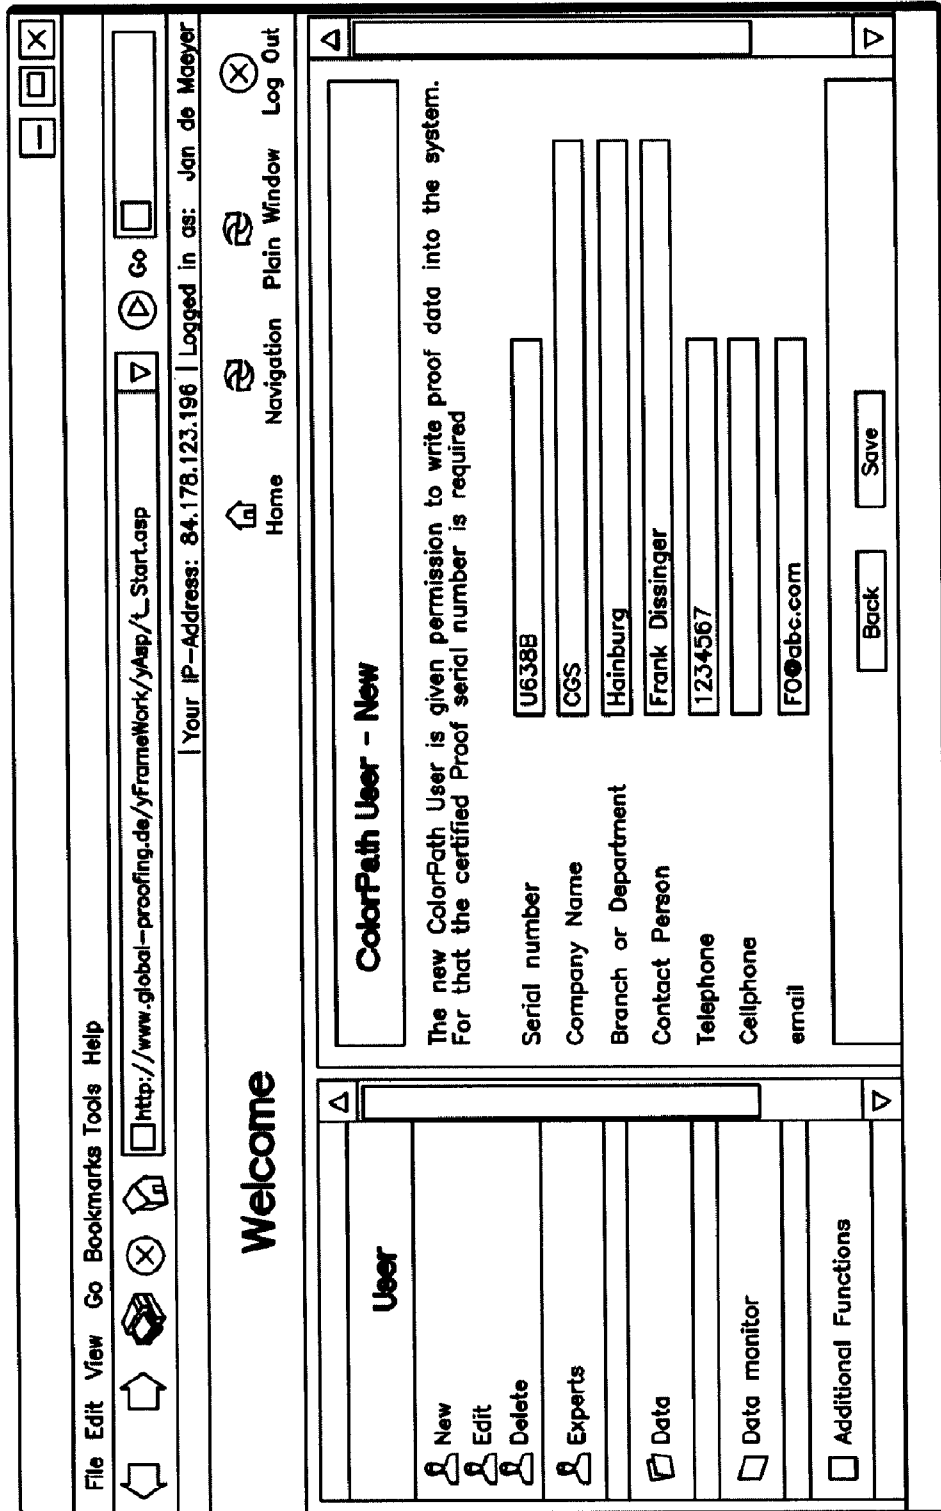 File Edit View Go Bookmarks Tools Help
http://www.global-proofing.de/yFrameWork/yAsp/t_Start.asp Go
|Your IP-Address: 84.178.123.196 |Logged in as: Jan de Maeyer
Welcome
Home Navigation Plain Window Log Out
User
New
Edit
Delete
Experts
Data
Data monitor
Additional Functions
ColorPath User - New
The new ColorPath User is given permission to write proof data into the system.
For that the certified Proof serial number is required
Serial number U638B
Company Name CGS
Branch or Department Hainburg
Contact Person Frank Dissinger
Telephone 1234567
Cellphone
email FO@abc.com
Back Save